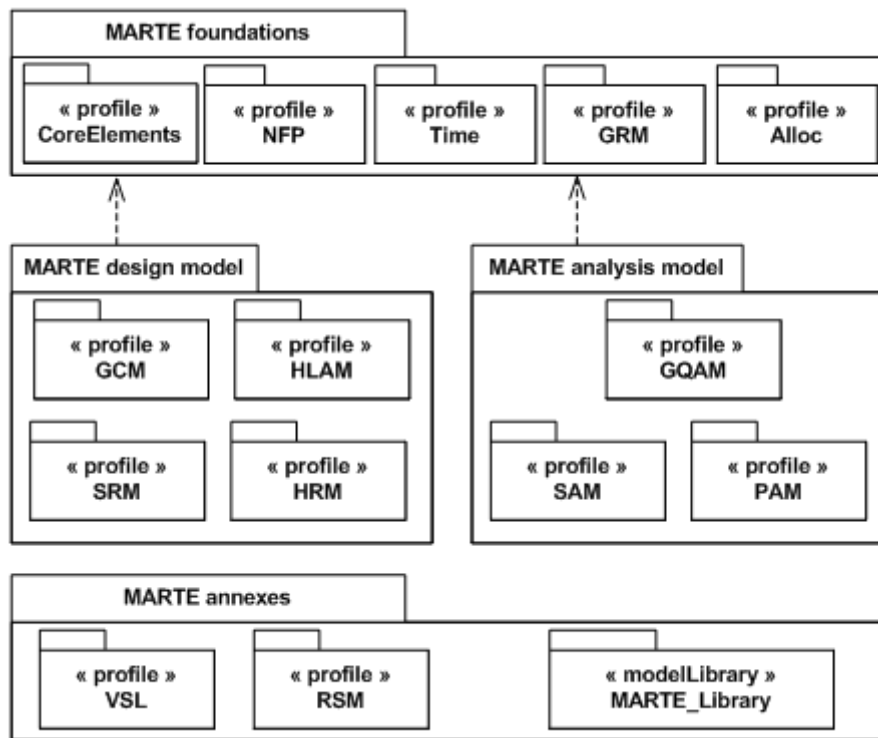 MARTE foundations
« profile »
CoreElements
« profile »
NFP
« profile »
Time
« profile »
GRM
« profile »
Alloc
MARTE design model
« profile »
GCM
« profile »
HLAM
« profile »
SRM
« profile »
HRM
MARTE analysis model
« profile »
GQAM
« profile »
SAM
« profile »
PAM
MARTE annexes
« profile »
VSL
« profile »
RSM
« modelLibrary »
MARTE_Library